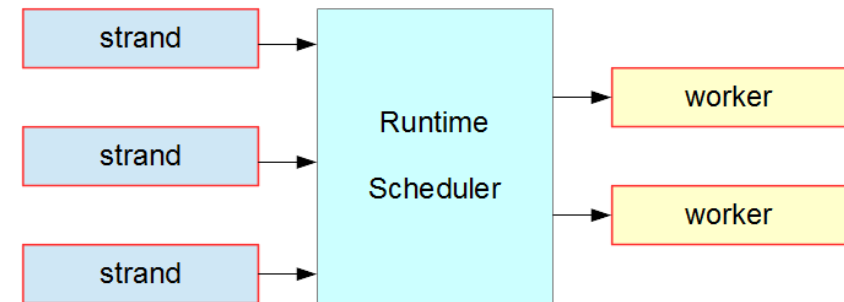 strand
strand
strand
Runtime
Scheduler
worker
worker